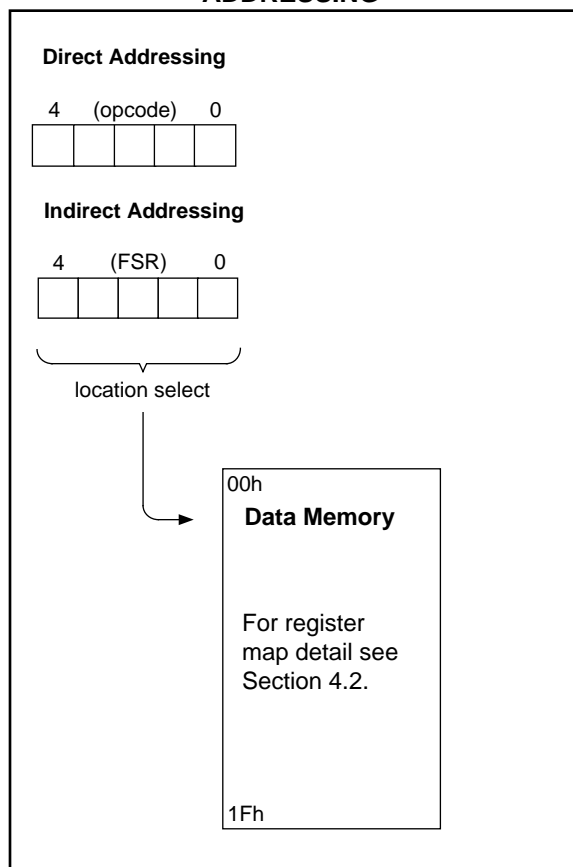 ADDRESSING
Direct Addressing
4 (opcode) 0
Indirect Addressing
4 (FSR) 0
location select
00h
Data Memory
For register
map detail see
Section 4.2.
1Fh